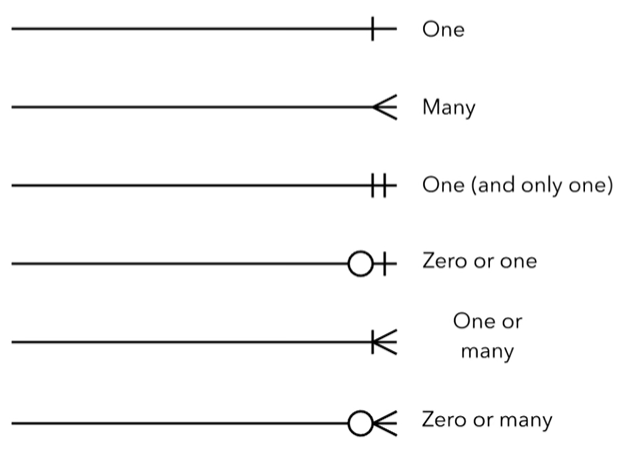 One
Many
One (and only one)
Zero or one
One or
many
Zero or many